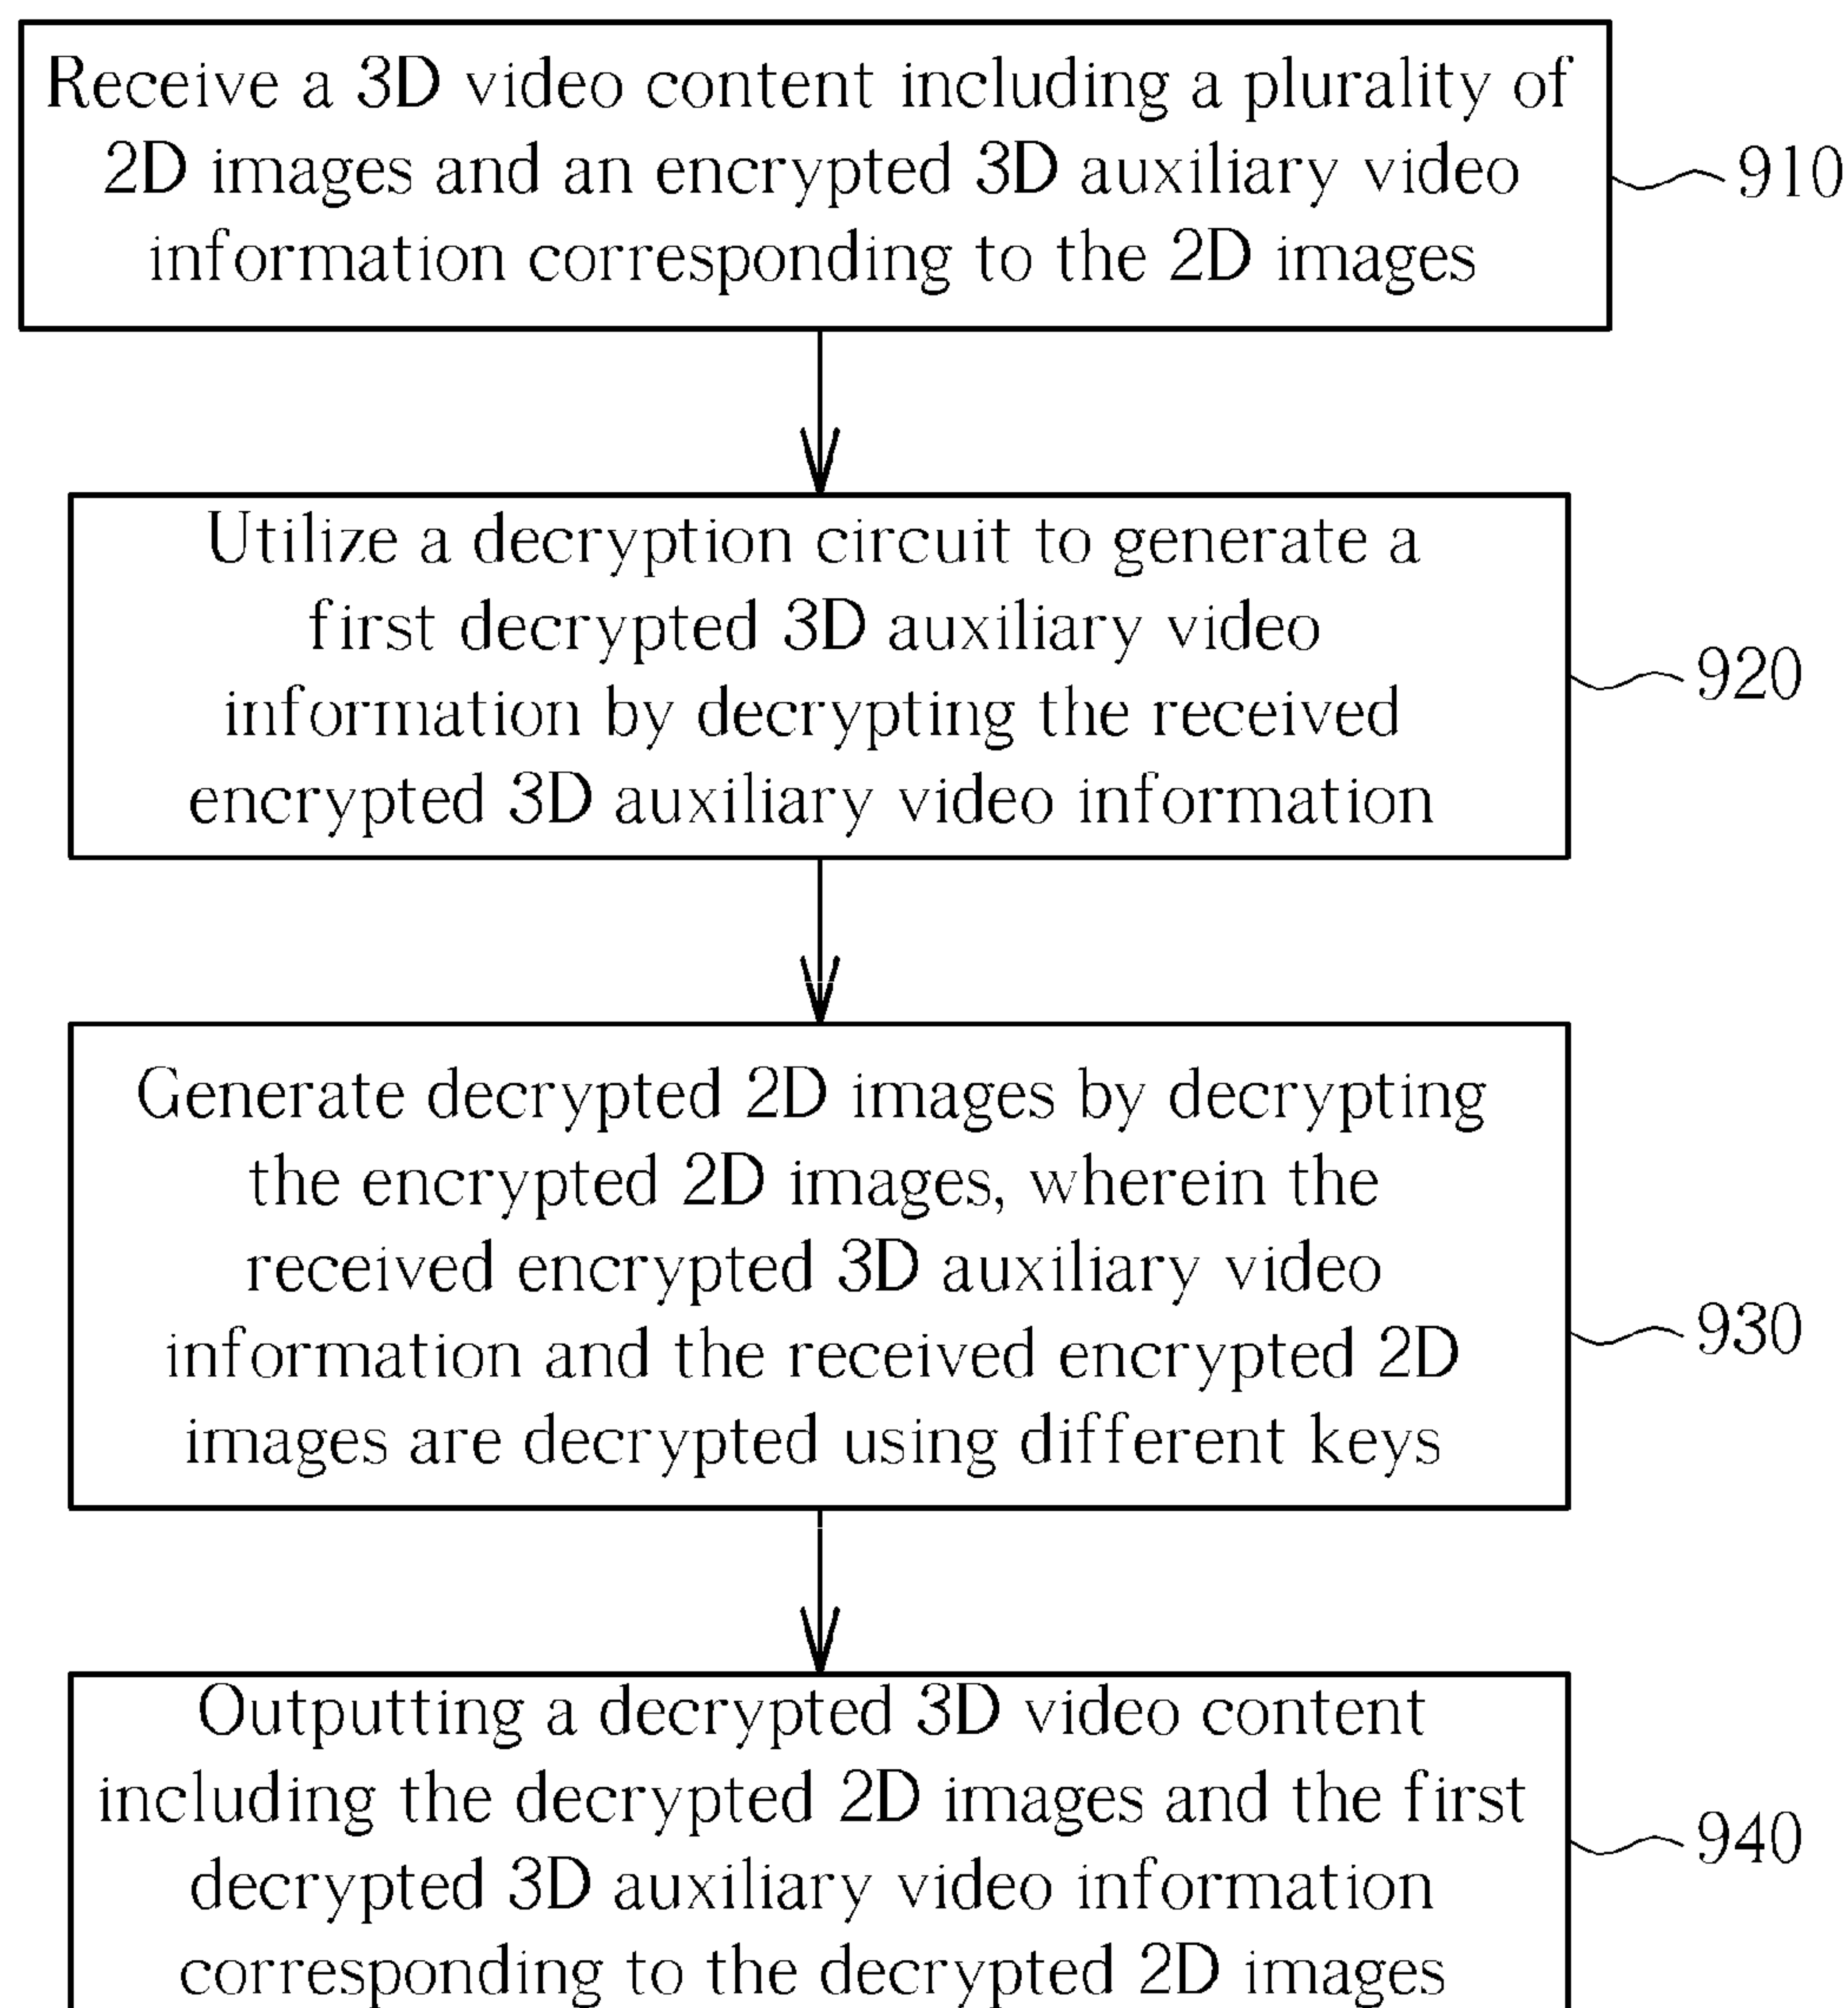 Receive a 3D video content including a plurality of
2D images and an encrypted 3D auxiliary video
information corresponding to the 2D images
910
Utilize a decryption circuit to generate a
first decrypted 3D auxiliary video
information by decrypting the received
encrypted 3D auxiliary video information
920
Generate decrypted 2D images by decrypting
the encrypted 2D images, wherein the
received encrypted 3D auxiliary video
information and the received encrypted 2D
images are decrypted using different keys
930
Outputting a decrypted 3D video content
including the decrypted 2D images and the first
decrypted 3D auxiliary video information
corresponding to the decrypted 2D images
940